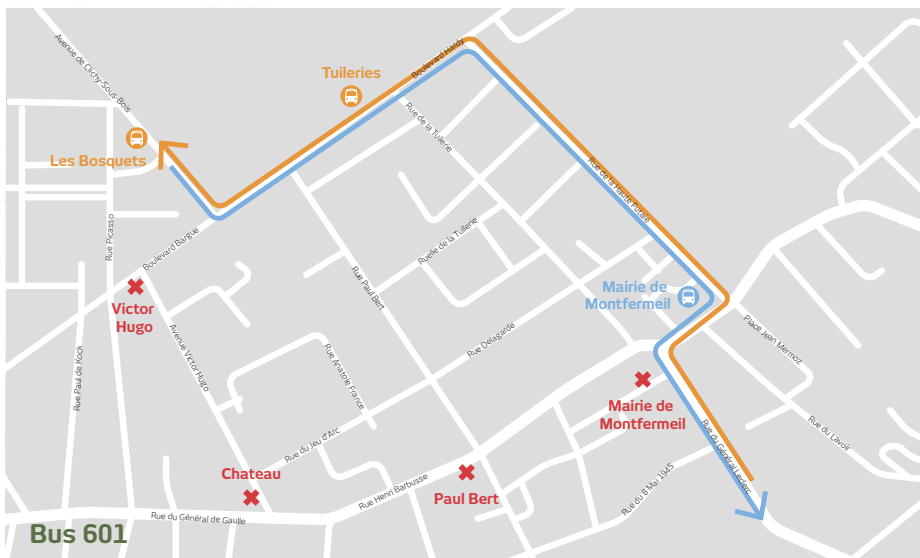 Avenue de Clichy-Sous-Bois
Boulevard Hardy
Tuileries
Rue de la Tuilerie
Les Bosquets
Rue de la Haute Futaie
Rue Picasso
Boulevard Bargue
Ruelle de la Tuilerie
Victor
Hugo
Rue Paul Bert
Mairie de
Montfermeil
Place Jean Mermoz
Avenue Victor Hugo
Rue Paul de Kock
Rue Anatole France
Rue Delagarde
Mairie de
Montfermeil
Rue du Lavoir
Rue du Jeu d'Arc
Rue du Général Leclerc
Chateau
Rue Henri Barbusse
Paul Bert
Rue du 8 Mai 1945
Rue du Général de Gaulle
Bus 601